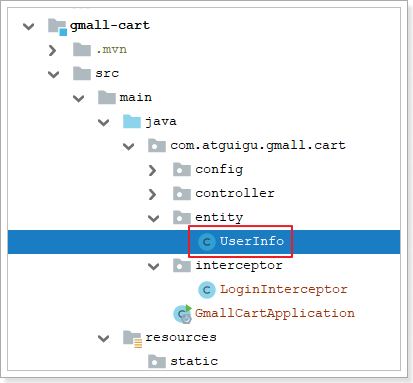 gmall-cart
.mvn
src
main
java
com.atguigu.gmall.cart
config
controller
entity
UserInfo
interceptor
LoginInterceptor
GmallCartApplication
resources
static